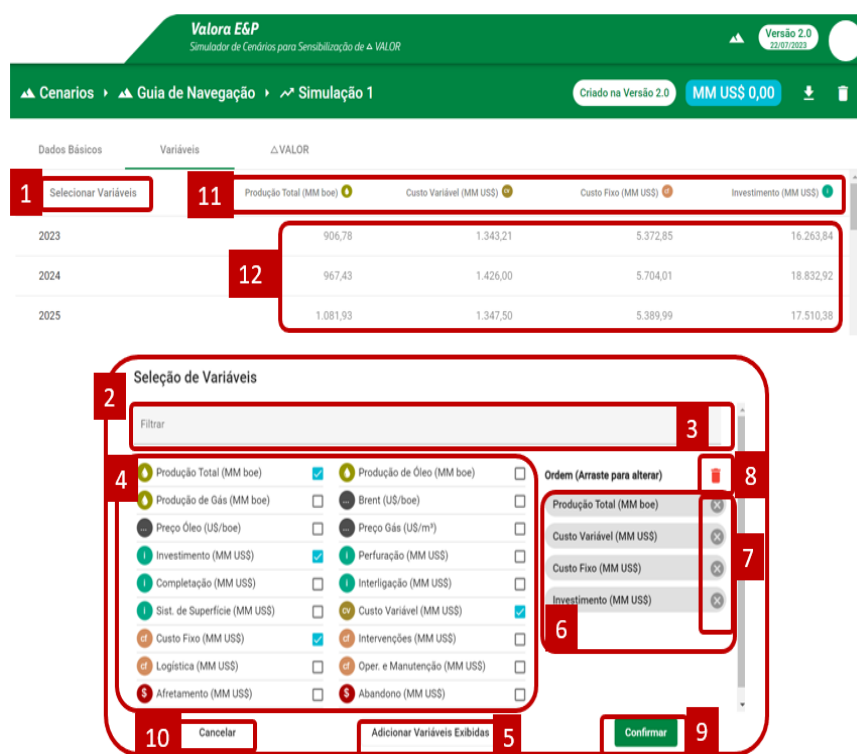 Valora E&P
Simulador de Cenários para Sensibilização de △ VALOR
Versão 2.0
22/07/2023
Cenarios
Guia de Navegação
Simulação 1
Criado na Versão 2.0
MM US$ 0,00
Dados Básicos
Variáveis
△VALOR
1
Selecionar Variáveis
11
Produção Total (MM boe)
Custo Variável (MM US$) cv
Custo Fixo (MM US$) cf
Investimento (MM US$) i
2023 906,78 1.343,21 5.372,85 16.263,84
12
2024 967,43 1.426,00 5.704,01 18.832,92
2025 1.081,93 1.347,50 5.389,99 17.510,38
2
Seleção de Variáveis
Filtrar
3
4
Produção Total (MM boe)
Produção de Óleo (MM boe)
Produção de Gás (MM boe)
... Brent (U$/boe)
... Preço Óleo (U$/boe)
... Preço Gás (U$/m³)
i Investimento (MM US$)
i Perfuração (MM US$)
i Completação (MM US$)
i Interligação (MM US$)
i Sist. de Superfície (MM US$)
cv Custo Variável (MM US$)
cf Custo Fixo (MM US$)
cf Intervenções (MM US$)
cf Logística (MM US$)
cf Oper. e Manutenção (MM US$)
$ Afretamento (MM US$)
$ Abandono (MM US$)
Ordem (Arraste para alterar)
8
Produção Total (MM boe)
Custo Variável (MM US$)
7
Custo Fixo (MM US$)
Investimento (MM US$)
6
10
Cancelar
Adicionar Variáveis Exibidas
5
Confirmar
9